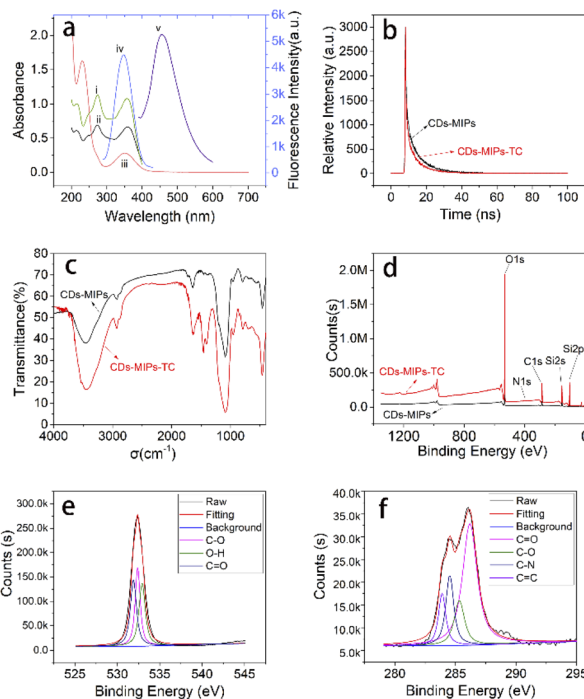 a
Absorbance
2.0
1.5
1.0
0.5
0.0
i
ii
iii
iv
v
6k
5k
4k
3k
2k
1k
0
Fluorescence Intensity(a.u.)
200 300 400 500 600 700
Wavelength (nm)
b
Relative Intensity (a.u.)
3000
2500
2000
1500
1000
500
0
CDs-MIPs
CDs-MIPs-TC
0 20 40 60 80 100
Time (ns)
c
Transmittance(%)
80
70
60
50
40
30
20
10
0
CDs-MIPs
CDs-MIPs-TC
4000 3000 2000 1000
σ(cm⁻¹)
d
Counts(s)
2.0M
1.5M
1.0M
500.0k
0.0
O1s
C1s
Si2s
Si2p
N1s
CDs-MIPs-TC
CDs-MIPs
1200 800 400 0
Binding Energy (eV)
e
Counts (s)
300.0k
250.0k
200.0k
150.0k
100.0k
50.0k
0.0
Raw
Fitting
Background
C-O
O-H
C=O
525 530 535 540 545
Binding Energy (eV)
f
Counts (s)
40.0k
35.0k
30.0k
25.0k
20.0k
15.0k
10.0k
5.0k
Raw
Fitting
Background
C=O
C-O
C-N
C=C
280 285 290 295
Binding Energy (eV)